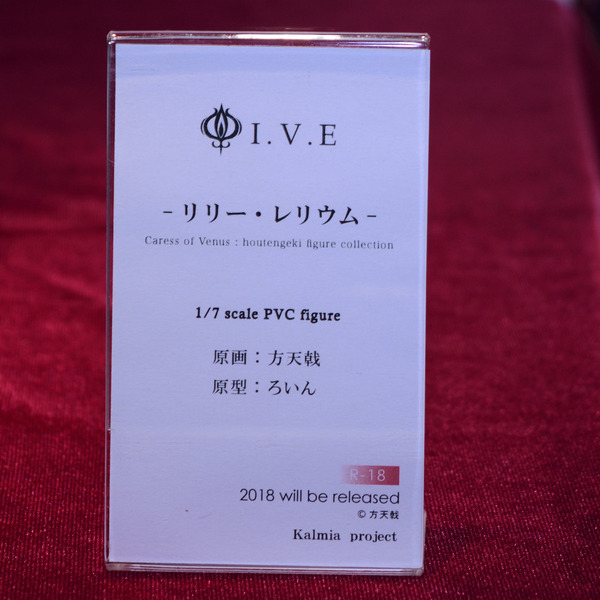 I.V.E
-リリー・レリウム-
Caress of Venus : houtengeki figure collection
1/7 scale PVC figure
原画：方天戟
原型：ろいん
R-18
2018 will be released
© 方天戟
Kalmia project